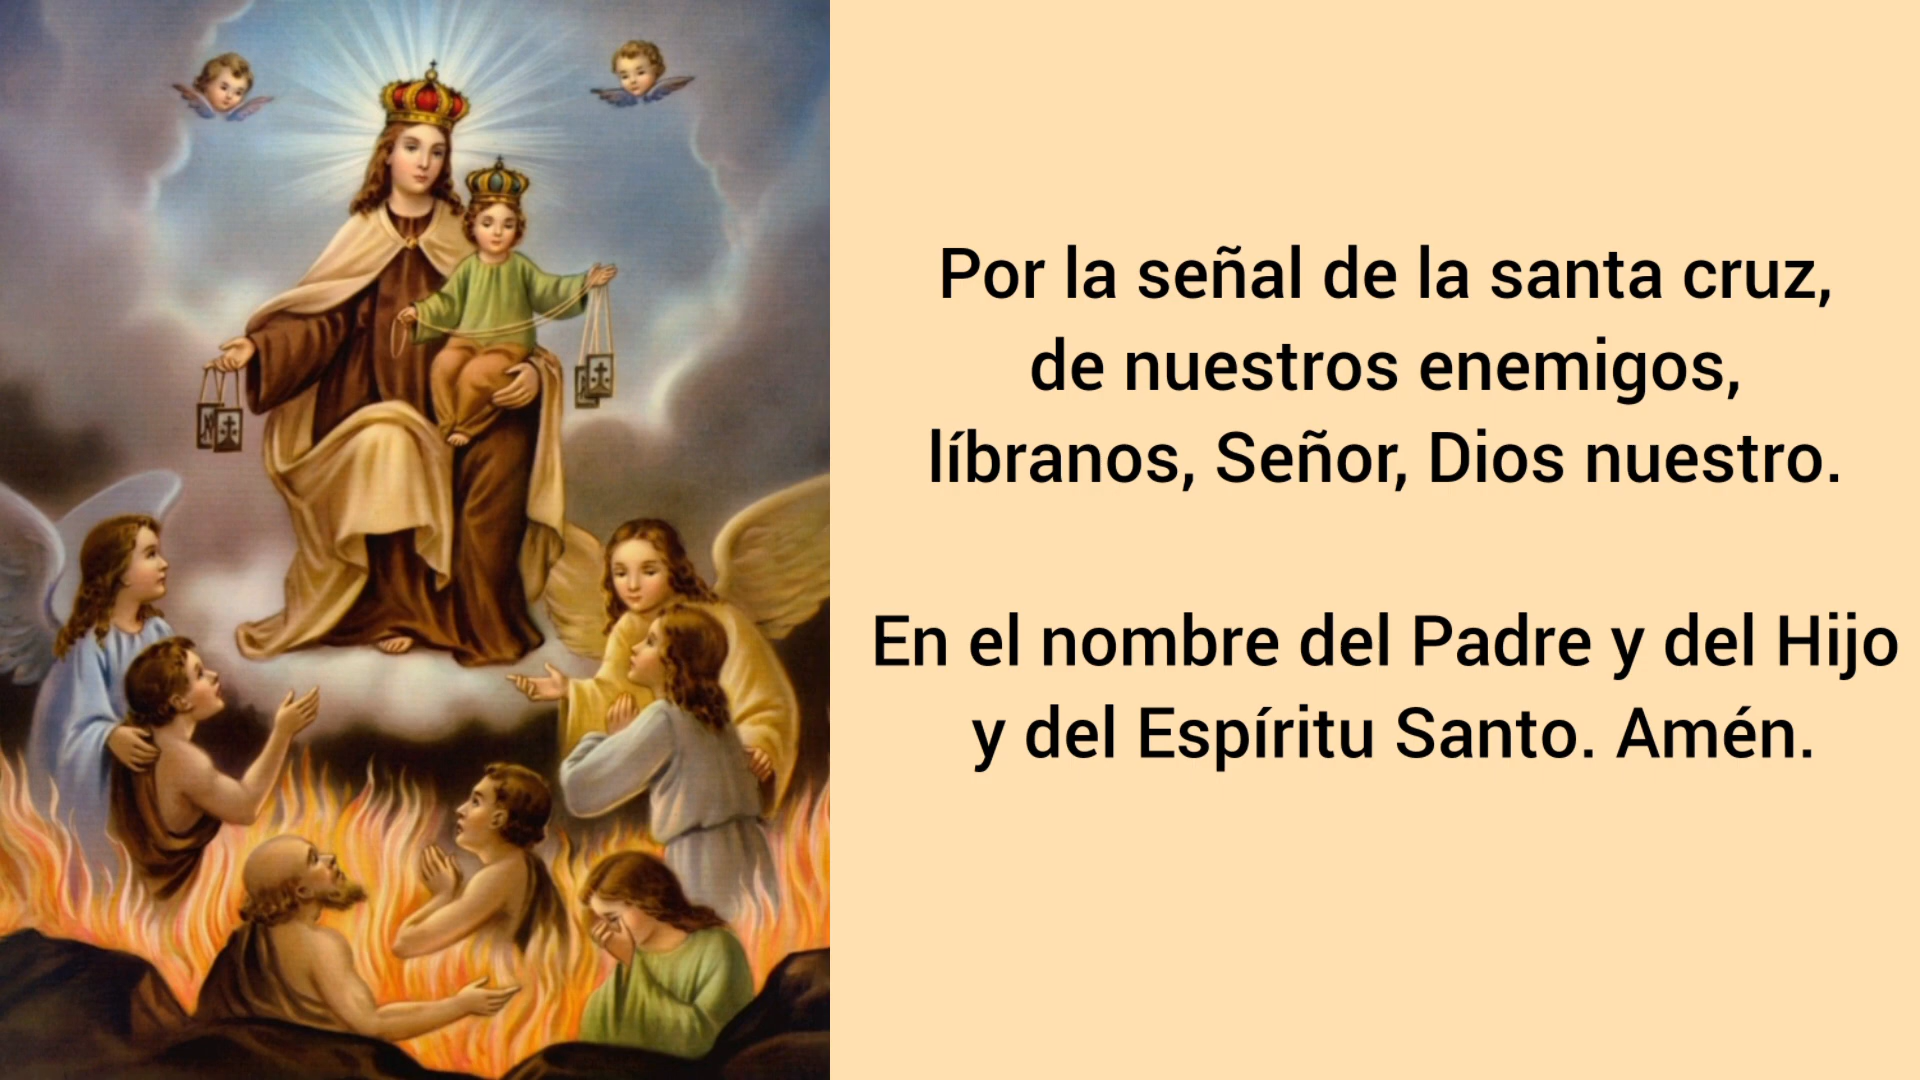 Por la señal de la santa cruz,
de nuestros enemigos,
líbranos, Señor, Dios nuestro.
En el nombre del Padre y del Hijo
y del Espíritu Santo. Amén.